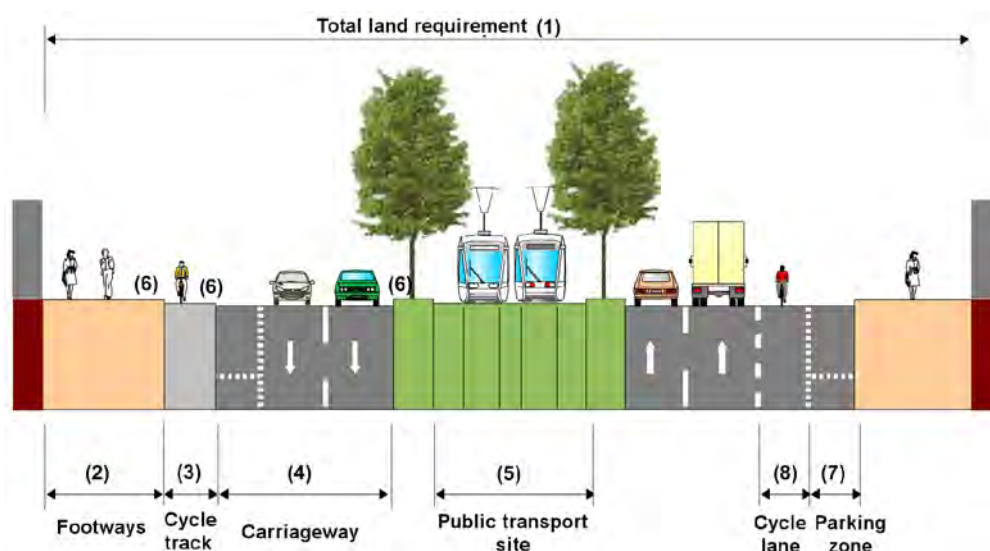 Total land requirement (1)
(6)
(6)
(6)
(2)
(3)
(4)
(5)
(8)
(7)
Footways
Cycle
track
Carriageway
Public transport
site
Cycle
lane
Parking
zone